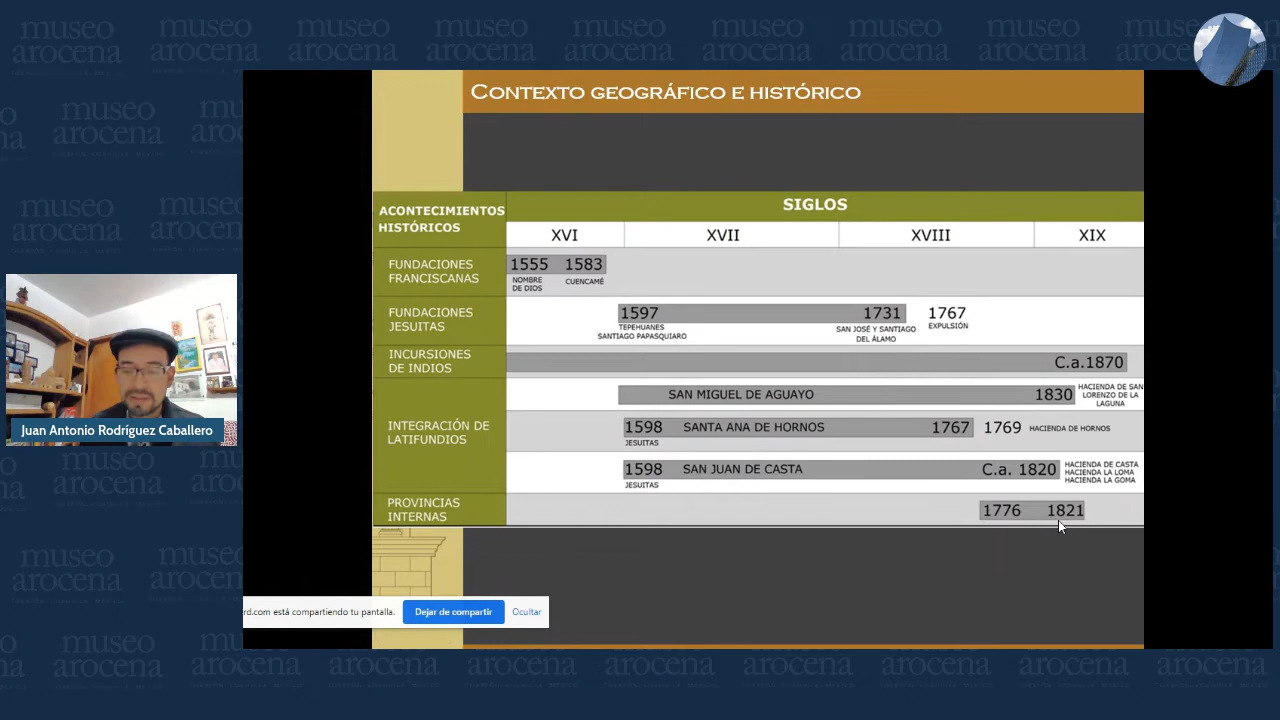 museo
arocena
CONTEXTO GEOGRÁFICO E HISTÓRICO
ACONTECIMIENTOS
HISTÓRICOS
SIGLOS
XVI XVII XVIII XIX
FUNDACIONES
FRANCISCANAS
1555 1583
NOMBRE
DE DIOS
CUENCAMÉ
FUNDACIONES
JESUITAS
1597 1731 1767
TEPEHUANES
SANTIAGO PAPASQUIARO
SAN JOSÉ Y SANTIAGO
DEL ÁLAMO
EXPULSIÓN
INCURSIONES
DE INDIOS
C.a.1870
INTEGRACIÓN DE
LATIFUNDIOS
SAN MIGUEL DE AGUAYO 1830
HACIENDA DE SAN
LORENZO DE LA
LAGUNA
1598 SANTA ANA DE HORNOS 1767 1769 HACIENDA DE HORNOS
JESUITAS
1598 SAN JUAN DE CASTA C.a. 1820
JESUITAS
HACIENDA DE CASTA
HACIENDA LA LOMA
HACIENDA LA GOMA
PROVINCIAS
INTERNAS
1776 1821
Juan Antonio Rodríguez Caballero
rd.com está compartiendo tu pantalla. Dejar de compartir Ocultar